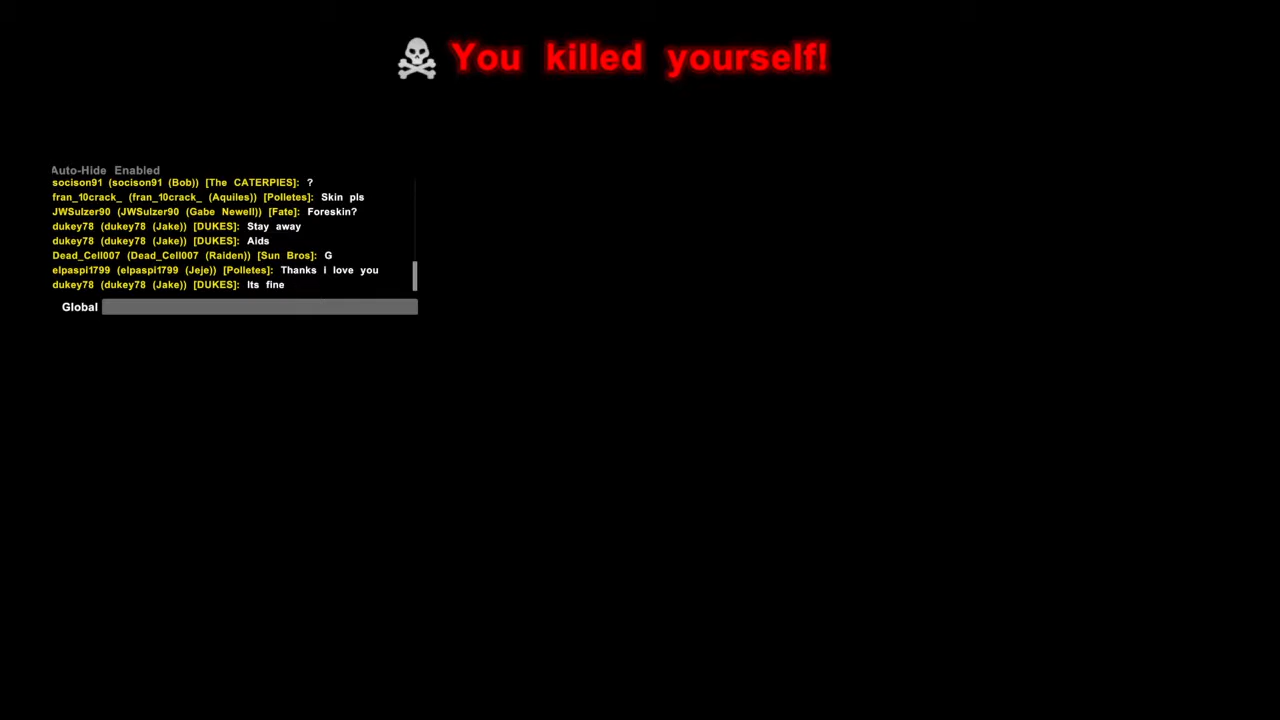 You killed yourself!
Auto-Hide Enabled
socison91 (socison91 (Bob)) [The CATERPIES]: ?
fran_10crack_ (fran_10crack_ (Aquiles)) [Polletes]: Skin pls
JWSulzer90 (JWSulzer90 (Gabe Newell)) [Fate]: Foreskin?
dukey78 (dukey78 (Jake)) [DUKES]: Stay away
dukey78 (dukey78 (Jake)) [DUKES]: Aids
Dead_Cell007 (Dead_Cell007 (Raiden)) [Sun Bros]: G
elpaspi1799 (elpaspi1799 (Jeje)) [Polletes]: Thanks i love you
dukey78 (dukey78 (Jake)) [DUKES]: Its fine
Global